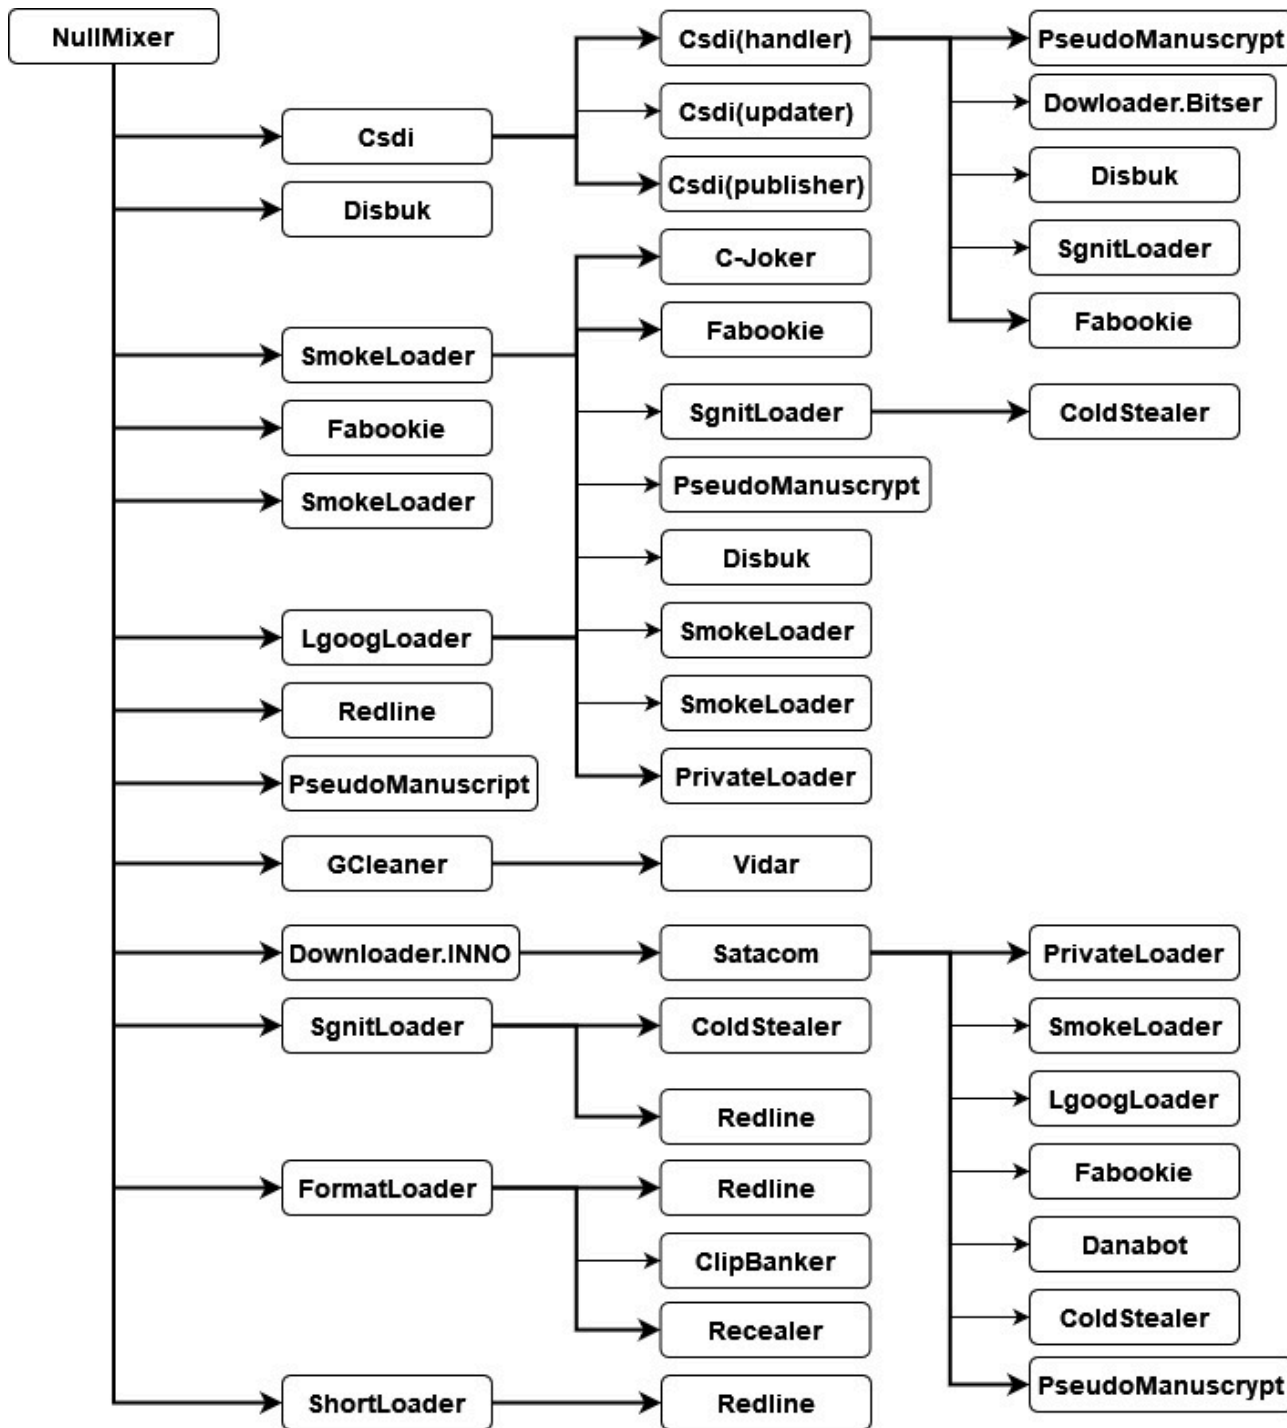 NullMixer
Csdi(handler)
PseudoManuscrypt
Csdi(updater)
Dowloader.Bitser
Csdi
Csdi(publisher)
Disbuk
Disbuk
C-Joker
SgnitLoader
Fabookie
Fabookie
SmokeLoader
SgnitLoader
ColdStealer
Fabookie
PseudoManuscrypt
SmokeLoader
Disbuk
SmokeLoader
LgoogLoader
SmokeLoader
Redline
PrivateLoader
PseudoManuscript
GCleaner
Vidar
Downloader.INNO
Satacom
PrivateLoader
SgnitLoader
ColdStealer
SmokeLoader
LgoogLoader
Redline
Fabookie
FormatLoader
Redline
Danabot
ClipBanker
ColdStealer
Recealer
PseudoManuscrypt
ShortLoader
Redline